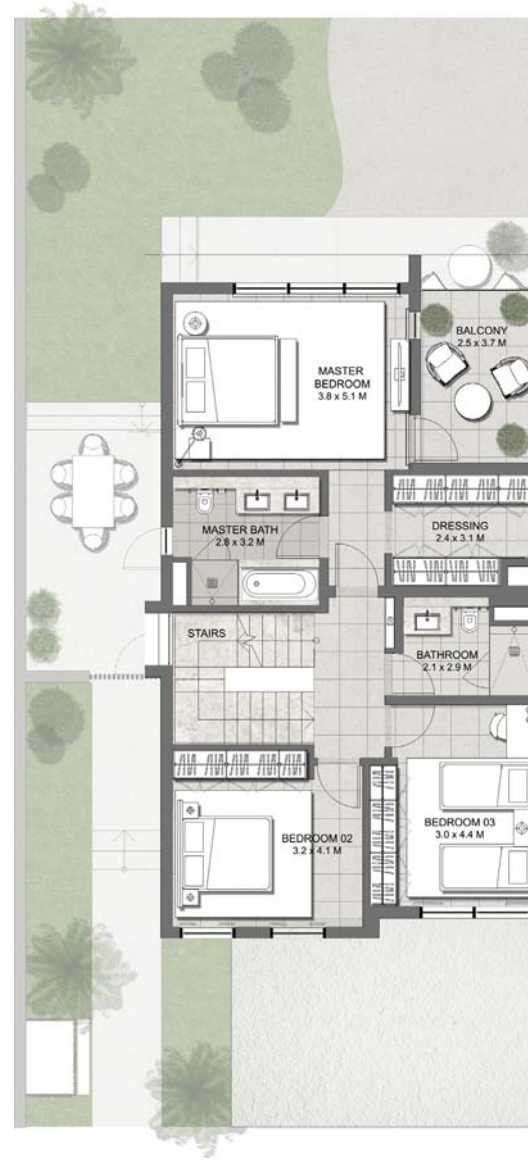 BALCONY
2.5 x 3.7 M
MASTER
BEDROOM
3.8 x 5.1 M
MASTER BATH
2.8 x 3.2 M
DRESSING
2.4 x 3.1 M
STAIRS
BATHROOM
2.1 x 2.9 M
BEDROOM 02
3.2 x 4.1 M
BEDROOM 03
3.0 x 4.4 M